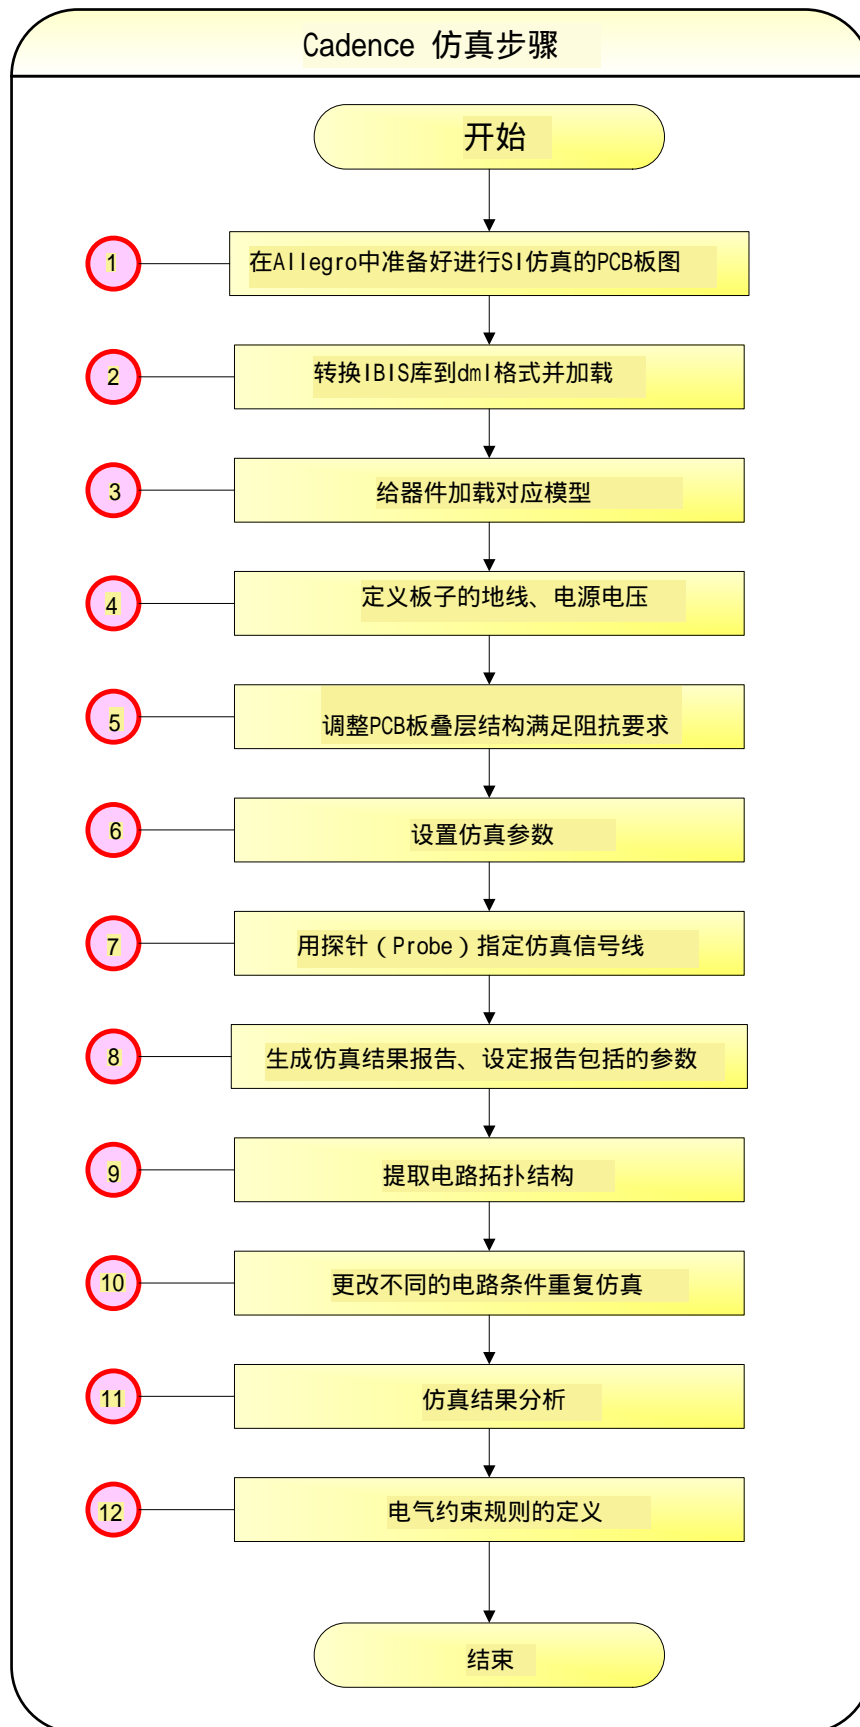 Cadence 仿真步骤
开始
1
在Allegro中准备好进行SI仿真的PCB板图
2
转换IBIS库到dml格式并加载
3
给器件加载对应模型
4
定义板子的地线、电源电压
5
调整PCB板叠层结构满足阻抗要求
6
设置仿真参数
7
用探针（Probe）指定仿真信号线
8
生成仿真结果报告、设定报告包括的参数
9
提取电路拓扑结构
10
更改不同的电路条件重复仿真
11
仿真结果分析
12
电气约束规则的定义
结束